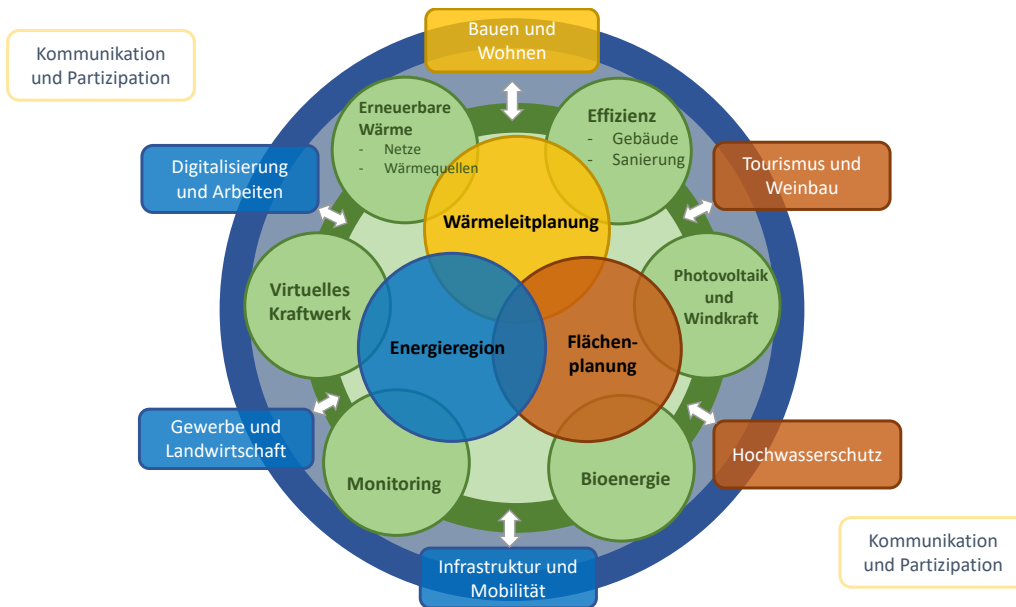 Bauen und
Wohnen
Kommunikation
und Partizipation
Erneuerbare
Wärme
- Netze
- Wärmequellen
Effizienz
- Gebäude
- Sanierung
Digitalisierung
und Arbeiten
Tourismus und
Weinbau
Wärmeleitplanung
Virtuelles
Kraftwerk
Photovoltaik
und
Windkraft
Energieregion
Flächen-
planung
Gewerbe und
Landwirtschaft
Hochwasserschutz
Monitoring
Bioenergie
Infrastruktur und
Mobilität
Kommunikation
und Partizipation